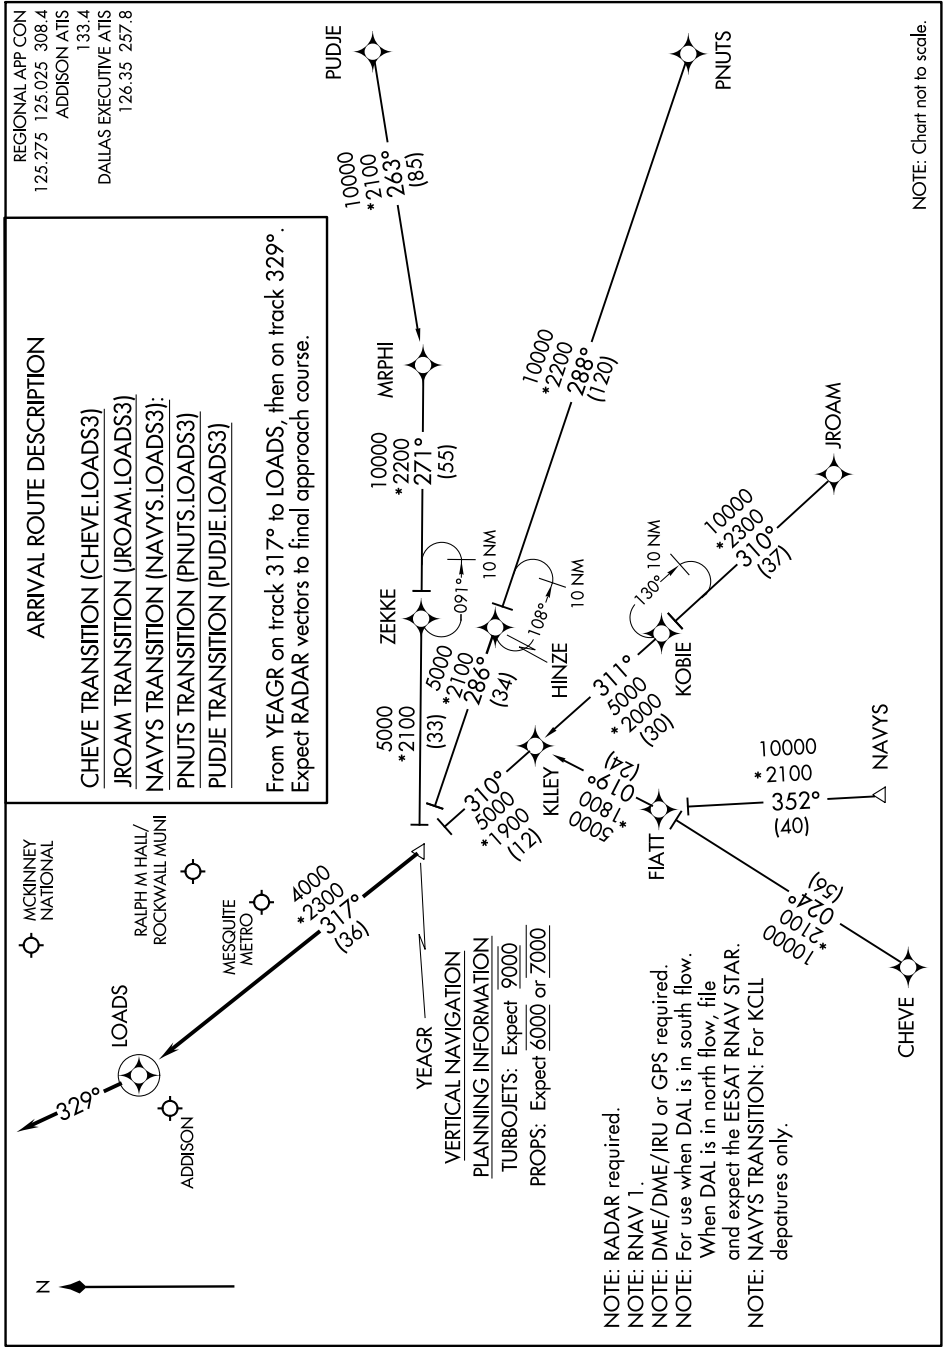 REGIONAL APP CON
125.275 125.025 308.4
ADDISON ATIS
133.4
DALLAS EXECUTIVE ATIS
126.35 257.8
ARRIVAL ROUTE DESCRIPTION
CHEVE TRANSITION (CHEVE.LOADS3)
JROAM TRANSITION (JROAM.LOADS3)
NAVYS TRANSITION (NAVYS.LOADS3):
PNUTS TRANSITION (PNUTS.LOADS3)
PUDJE TRANSITION (PUDJE.LOADS3)
From YEAGR on track 317° to LOADS, then on track 329°.
Expect RADAR vectors to final approach course.
N
MCKINNEY
NATIONAL
RALPH M HALL/
ROCKWALL MUNI
MESQUITE
METRO
LOADS
329°
ADDISON
4000
*2300
317°
(36)
YEAGR
VERTICAL NAVIGATION
PLANNING INFORMATION
TURBOJETS: Expect 9000
PROPS: Expect 6000 or 7000
PUDJE
10000
*2100
263°
(85)
MRPHI
10000
*2200
271°
(55)
ZEKKE
091°
10 NM
5000
*2100
(33)
PNUTS
10000
*2200
288°
(120)
HINZE
108°
10 NM
5000
*2100
286°
(34)
JROAM
10000
*2300
310°
(37)
KOBIE
130°
10 NM
311°
5000
*2000
(30)
KLLEY
310°
5000
*1900
(12)
(24)
019°
*1800
5000
FIATT
NAVYS
10000
*2100
352°
(40)
CHEVE
(56)
024°
*2100
10000
NOTE: RADAR required.
NOTE: RNAV 1.
NOTE: DME/DME/IRU or GPS required.
NOTE: For use when DAL is in south flow.
When DAL is in north flow, file
and expect the EESAT RNAV STAR.
NOTE: NAVYS TRANSITION: For KCLL
depatures only.
NOTE: Chart not to scale.